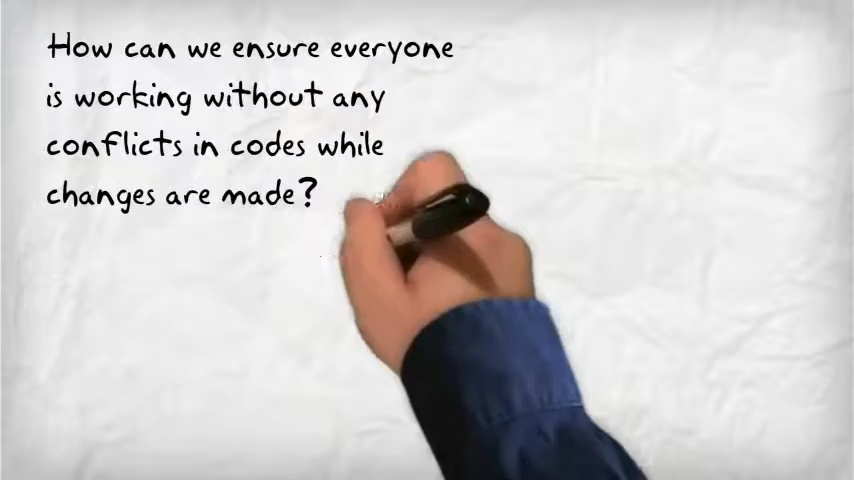 How can we ensure everyone
is working without any
conflicts in codes while
changes are made?